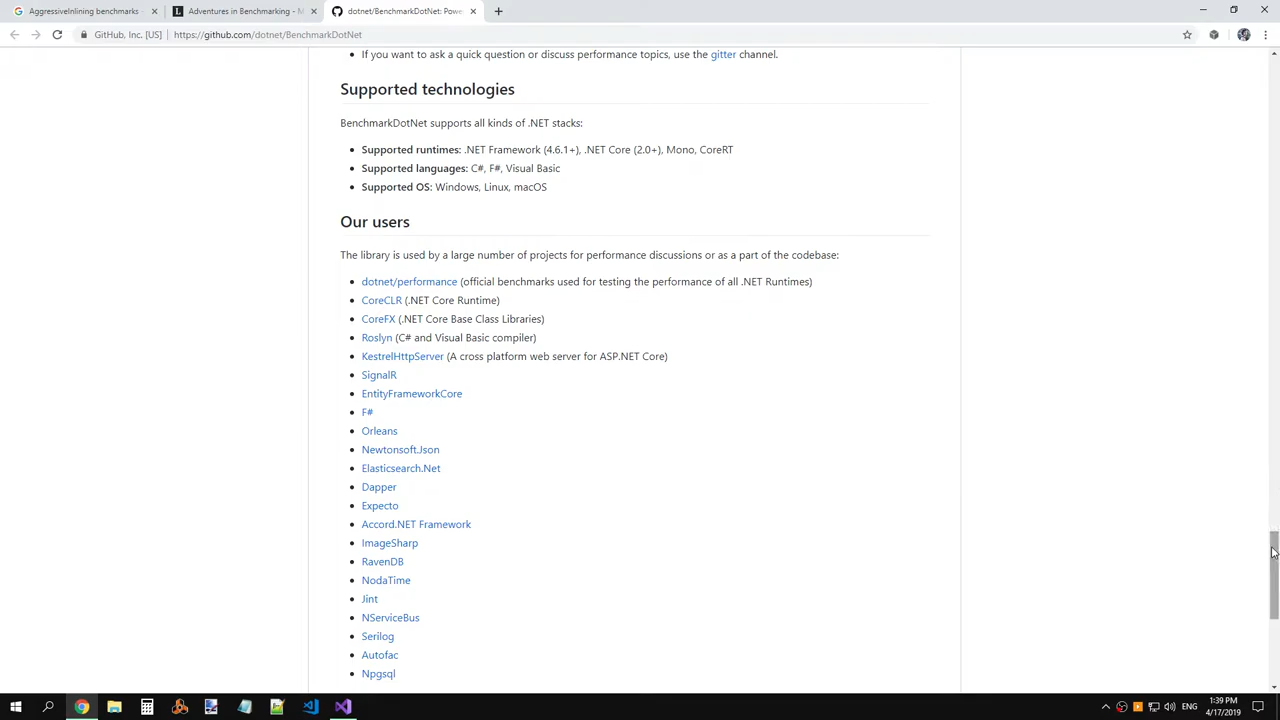 AggressiveInlining benchmarks -
Adventures in Benchmarking - M
dotnet/BenchmarkDotNet: Powe
GitHub, Inc. [US] | https://github.com/dotnet/BenchmarkDotNet
• If you want to ask a quick question or discuss performance topics, use the gitter channel.
Supported technologies
BenchmarkDotNet supports all kinds of .NET stacks:
• Supported runtimes: .NET Framework (4.6.1+), .NET Core (2.0+), Mono, CoreRT
• Supported languages: C#, F#, Visual Basic
• Supported OS: Windows, Linux, macOS
Our users
The library is used by a large number of projects for performance discussions or as a part of the codebase:
• dotnet/performance (official benchmarks used for testing the performance of all .NET Runtimes)
• CoreCLR (.NET Core Runtime)
• CoreFX (.NET Core Base Class Libraries)
• Roslyn (C# and Visual Basic compiler)
• KestrelHttpServer (A cross platform web server for ASP.NET Core)
• SignalR
• EntityFrameworkCore
• F#
• Orleans
• Newtonsoft.Json
• Elasticsearch.Net
• Dapper
• Expecto
• Accord.NET Framework
• ImageSharp
• RavenDB
• NodaTime
• Jint
• NServiceBus
• Serilog
• Autofac
• Npgsql
ENG
1:39 PM
4/17/2019